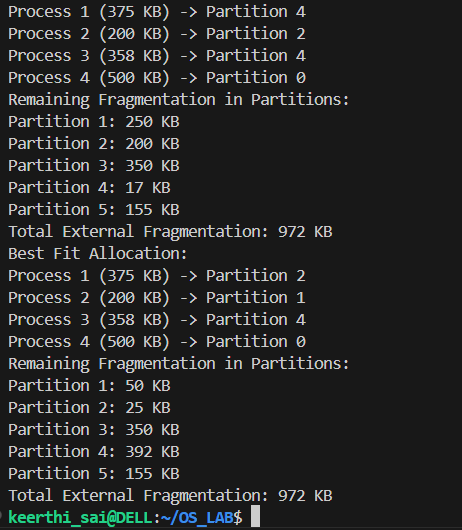 Process 1 (375 KB) -> Partition 4
Process 2 (200 KB) -> Partition 2
Process 3 (358 KB) -> Partition 4
Process 4 (500 KB) -> Partition 0
Remaining Fragmentation in Partitions:
Partition 1: 250 KB
Partition 2: 200 KB
Partition 3: 350 KB
Partition 4: 17 KB
Partition 5: 155 KB
Total External Fragmentation: 972 KB
Best Fit Allocation:
Process 1 (375 KB) -> Partition 2
Process 2 (200 KB) -> Partition 1
Process 3 (358 KB) -> Partition 4
Process 4 (500 KB) -> Partition 0
Remaining Fragmentation in Partitions:
Partition 1: 50 KB
Partition 2: 25 KB
Partition 3: 350 KB
Partition 4: 392 KB
Partition 5: 155 KB
Total External Fragmentation: 972 KB
keerthi_sai@DELL:~/OS_LAB$